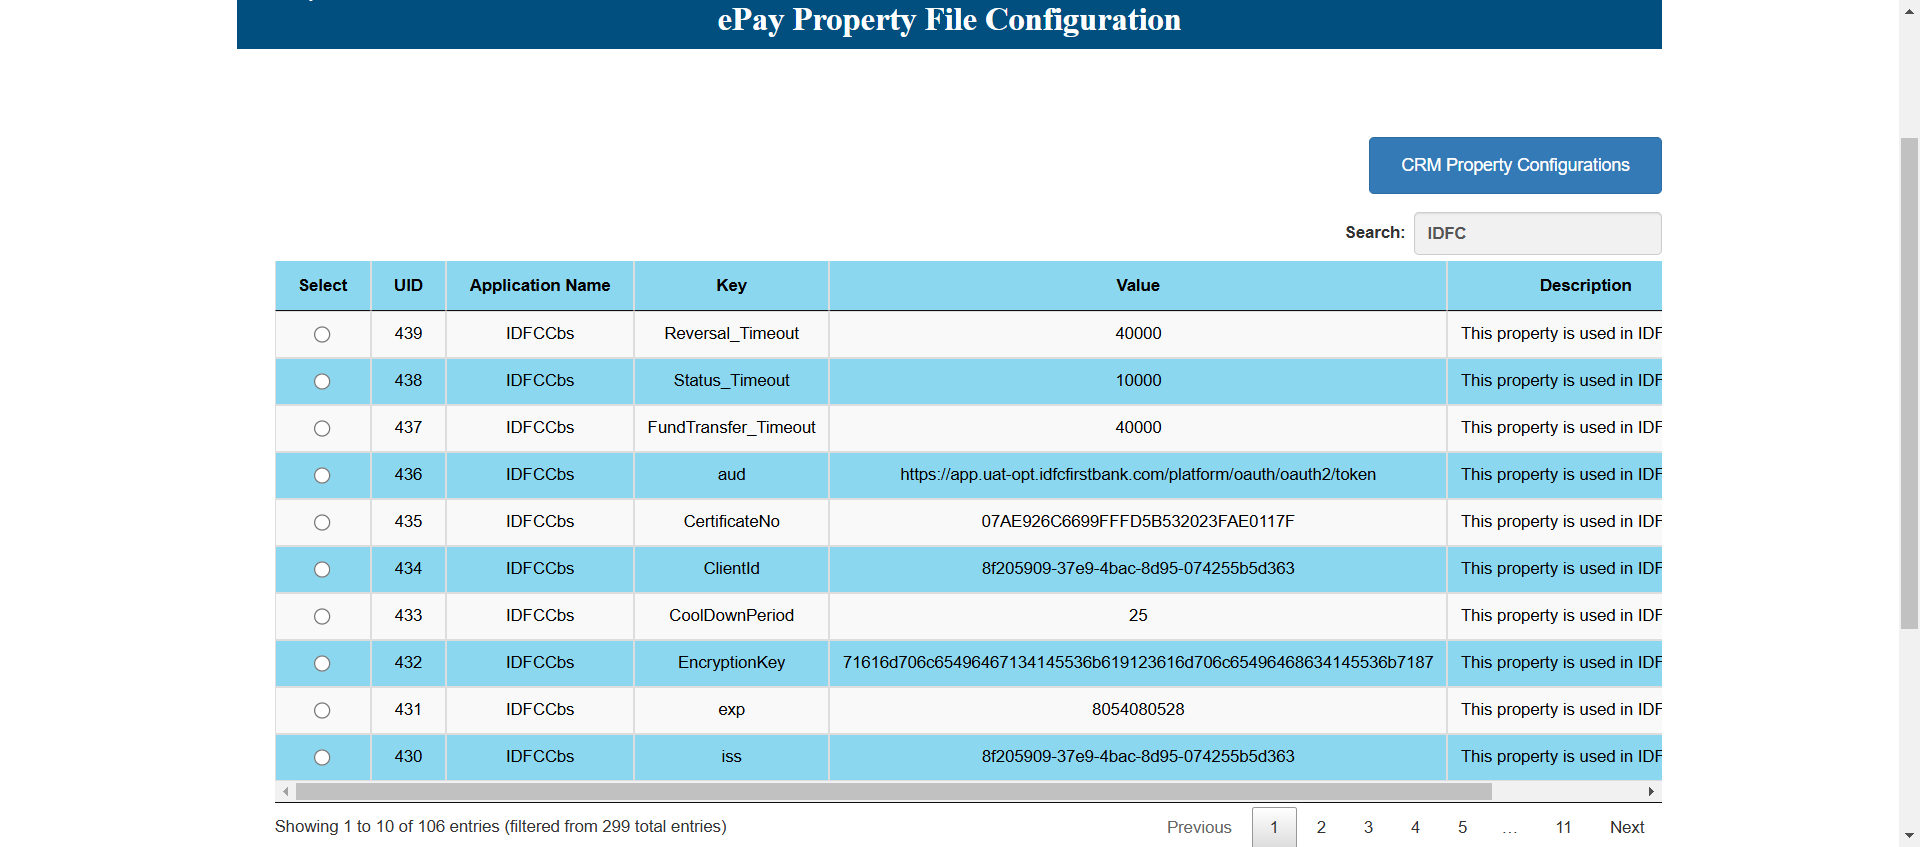 ePay Property File Configuration
CRM Property Configurations
Search: IDFC
Select UID Application Name Key Value Description
439 IDFCCbs Reversal_Timeout 40000 This property is used in IDF
438 IDFCCbs Status_Timeout 10000 This property is used in IDF
437 IDFCCbs FundTransfer_Timeout 40000 This property is used in IDF
436 IDFCCbs aud https://app.uat-opt.idfcfirstbank.com/platform/oauth/oauth2/token This property is used in IDF
435 IDFCCbs CertificateNo 07AE926C6699FFFD5B532023FAE0117F This property is used in IDF
434 IDFCCbs ClientId 8f205909-37e9-4bac-8d95-074255b5d363 This property is used in IDF
433 IDFCCbs CoolDownPeriod 25 This property is used in IDF
432 IDFCCbs EncryptionKey 71616d706c65496467134145536b619123616d706c65496468634145536b7187 This property is used in IDF
431 IDFCCbs exp 8054080528 This property is used in IDF
430 IDFCCbs iss 8f205909-37e9-4bac-8d95-074255b5d363 This property is used in IDF
Showing 1 to 10 of 106 entries (filtered from 299 total entries)
Previous 1 2 3 4 5 … 11 Next